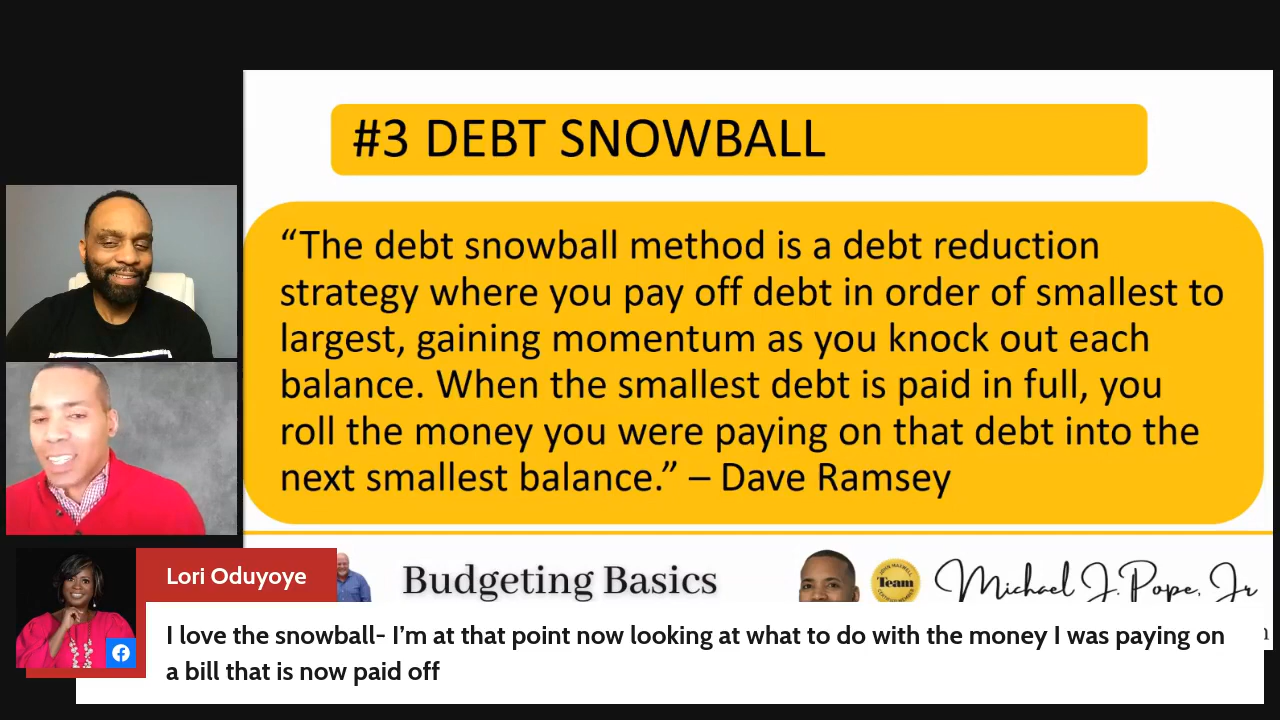 #3 DEBT SNOWBALL
“The debt snowball method is a debt reduction
strategy where you pay off debt in order of smallest to
largest, gaining momentum as you knock out each
balance. When the smallest debt is paid in full, you
roll the money you were paying on that debt into the
next smallest balance.” – Dave Ramsey
Budgeting Basics
Team
Michael J. Pope, Jr
Lori Oduyoye
I love the snowball- I’m at that point now looking at what to do with the money I was paying on
a bill that is now paid off